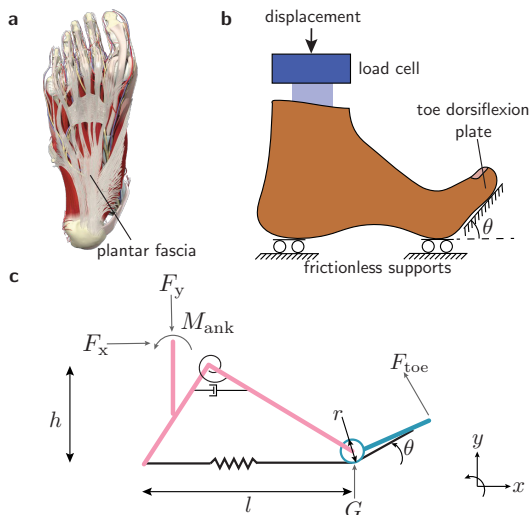 a
plantar fascia
b
displacement
load cell
toe dorsiflexion
plate
θ
frictionless supports
c
F_y
M_ank
F_x
F_toe
h
r
θ
l
G
y
x